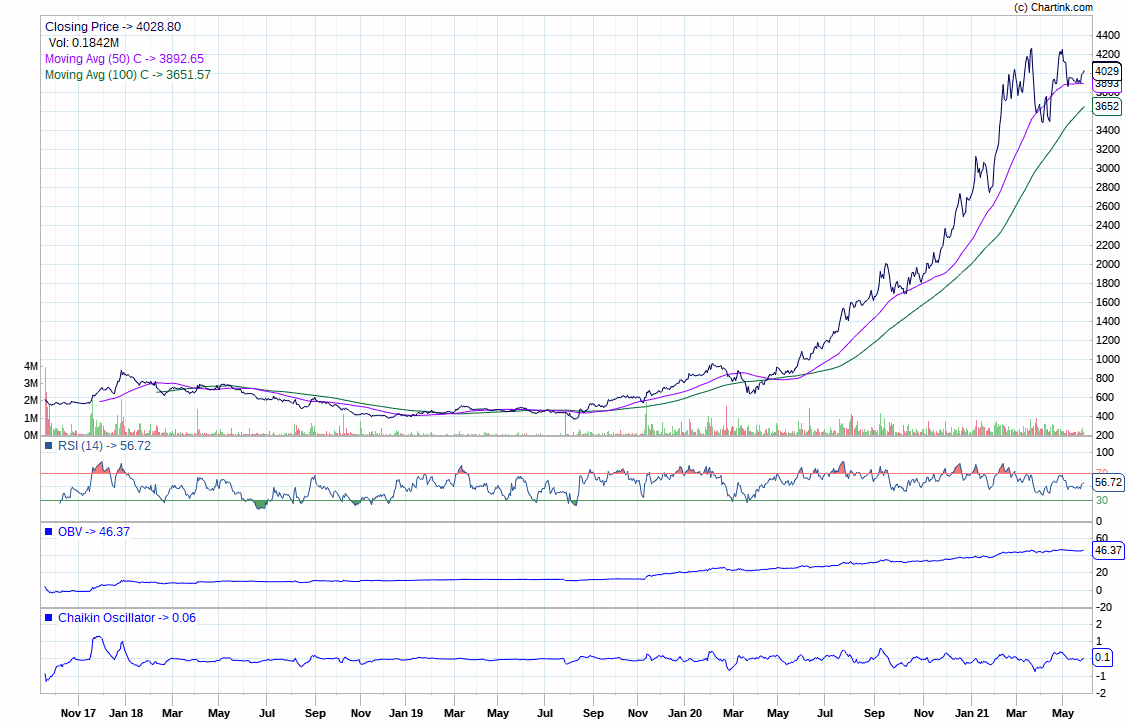 (c) Chartink.com
Closing Price -> 4028.80
Vol: 0.1842M
Moving Avg (50) C -> 3892.65
Moving Avg (100) C -> 3651.57
4400
4200
4029
3893
3800
3652
3400
3200
3000
2800
2600
2400
2200
2000
1800
1600
1400
1200
1000
800
600
400
200
4M
3M
2M
1M
0M
RSI (14) -> 56.72
100
70
56.72
30
0
OBV -> 46.37
60
46.37
20
0
-20
Chaikin Oscillator -> 0.06
2
1
0.1
-1
-2
Nov 17 Jan 18 Mar May Jul Sep Nov Jan 19 Mar May Jul Sep Nov Jan 20 Mar May Jul Sep Nov Jan 21 Mar May